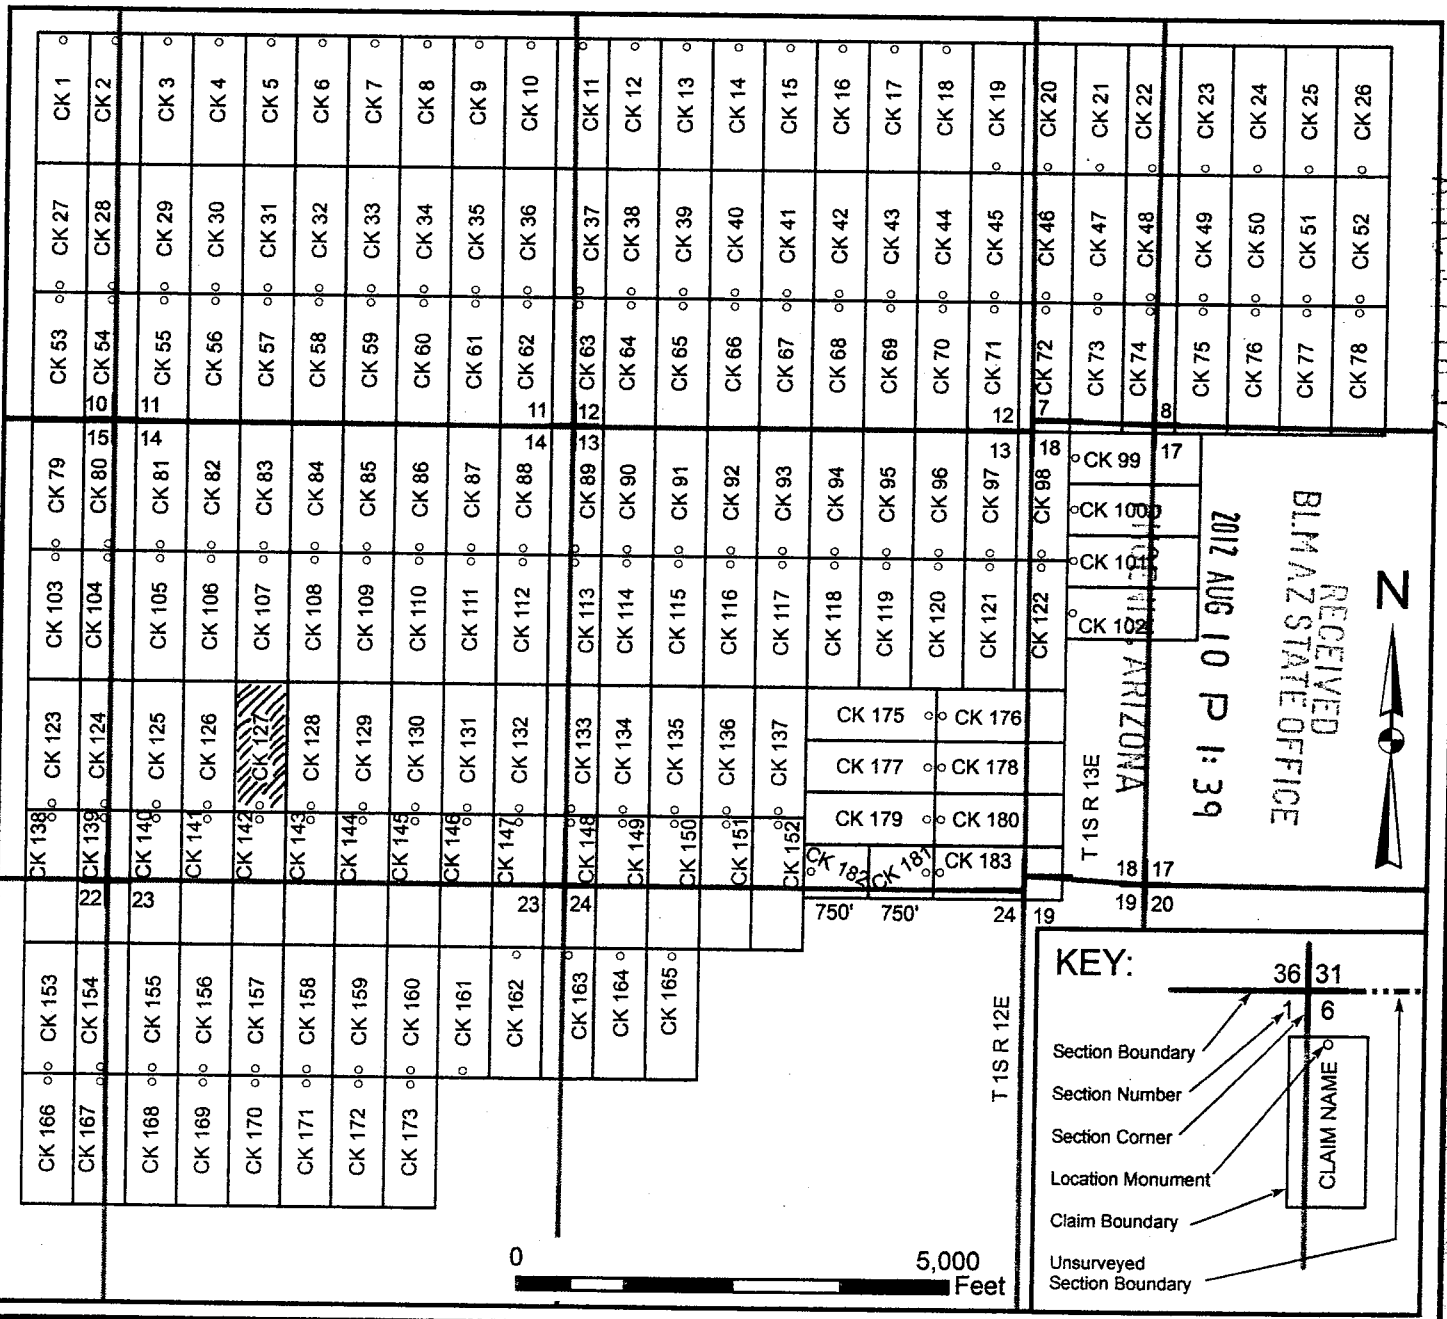 CK 1 CK 2 CK 3 CK 4 CK 5 CK 6 CK 7 CK 8 CK 9 CK 10 CK 11 CK 12 CK 13 CK 14 CK 15 CK 16 CK 17 CK 18 CK 19 CK 20 CK 21 CK 22 CK 23 CK 24 CK 25 CK 26
CK 27 CK 28 CK 29 CK 30 CK 31 CK 32 CK 33 CK 34 CK 35 CK 36 CK 37 CK 38 CK 39 CK 40 CK 41 CK 42 CK 43 CK 44 CK 45 CK 46 CK 47 CK 48 CK 49 CK 50 CK 51 CK 52
CK 53 CK 54 CK 55 CK 56 CK 57 CK 58 CK 59 CK 60 CK 61 CK 62 CK 63 CK 64 CK 65 CK 66 CK 67 CK 68 CK 69 CK 70 CK 71 CK 72 CK 73 CK 74 CK 75 CK 76 CK 77 CK 78
10 11 11 12 12 7 8
15 14 14 13 13 18 17
CK 79 CK 80 CK 81 CK 82 CK 83 CK 84 CK 85 CK 86 CK 87 CK 88 CK 89 CK 90 CK 91 CK 92 CK 93 CK 94 CK 95 CK 96 CK 97 CK 98
CK 99
CK 100
CK 101
CK 102
CK 103 CK 104 CK 105 CK 106 CK 107 CK 108 CK 109 CK 110 CK 111 CK 112 CK 113 CK 114 CK 115 CK 116 CK 117 CK 118 CK 119 CK 120 CK 121 CK 122
CK 123 CK 124 CK 125 CK 126 CK 127 CK 128 CK 129 CK 130 CK 131 CK 132 CK 133 CK 134 CK 135 CK 136 CK 137
CK 175 CK 176
CK 177 CK 178
CK 179 CK 180
CK 182 CK 181 CK 183
CK 138 CK 139 CK 140 CK 141 CK 142 CK 143 CK 144 CK 145 CK 146 CK 147 CK 148 CK 149 CK 150 CK 151 CK 152
18 17
22 23 23 24 750' 750' 24 19 19 20
CK 153 CK 154 CK 155 CK 156 CK 157 CK 158 CK 159 CK 160 CK 161 CK 162 CK 163 CK 164 CK 165
CK 166 CK 167 CK 168 CK 169 CK 170 CK 171 CK 172 CK 173
T 1S R 13E
T 1S R 12E
RECEIVED
BLM AZ STATE OFFICE
2012 AUG 10 P 1:39
ARIZONA
N
0 5,000
Feet
KEY:
36 31
1 6
Section Boundary
Section Number
Section Corner
Location Monument
Claim Boundary
Unsurveyed
Section Boundary
CLAIM NAME